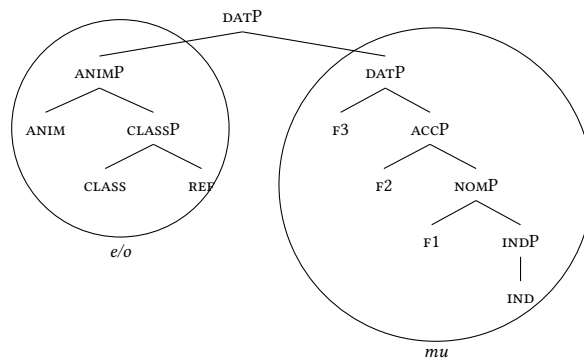 DATP
ANIMP DATP
ANIM CLASSP F3 ACCP
CLASS REF F2 NOMP
e/o F1 INDP
IND
mu